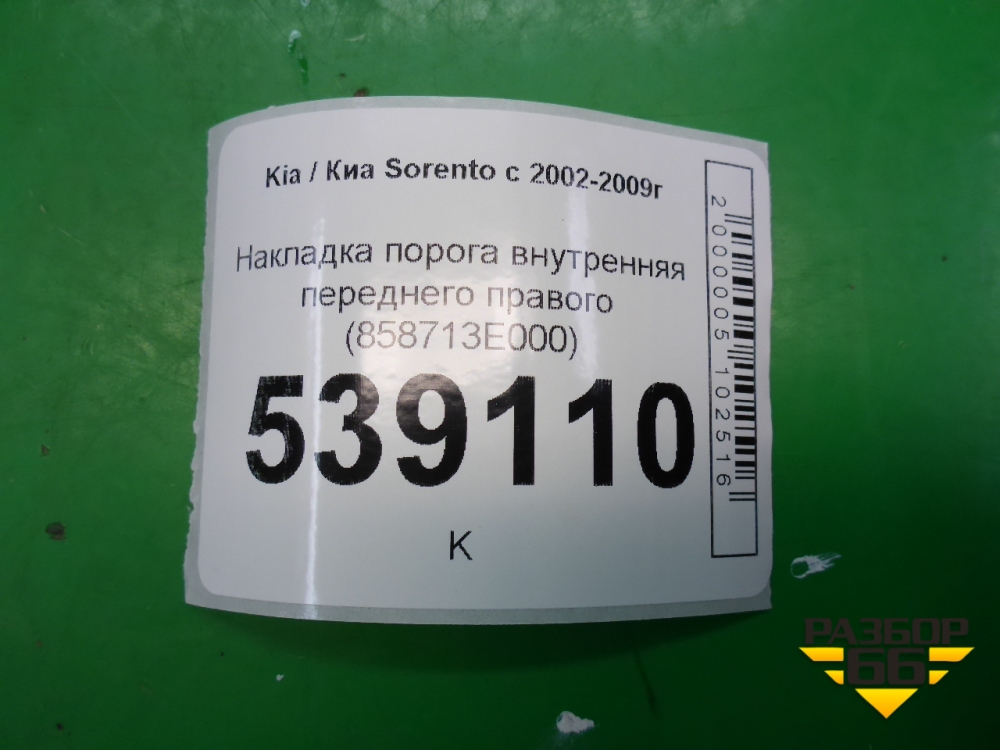 Kia / Киа Sorento с 2002-2009г
Накладка порога внутренняя
переднего правого
(858713E000)
539110
K
2000005102516
РАЗБОР
66